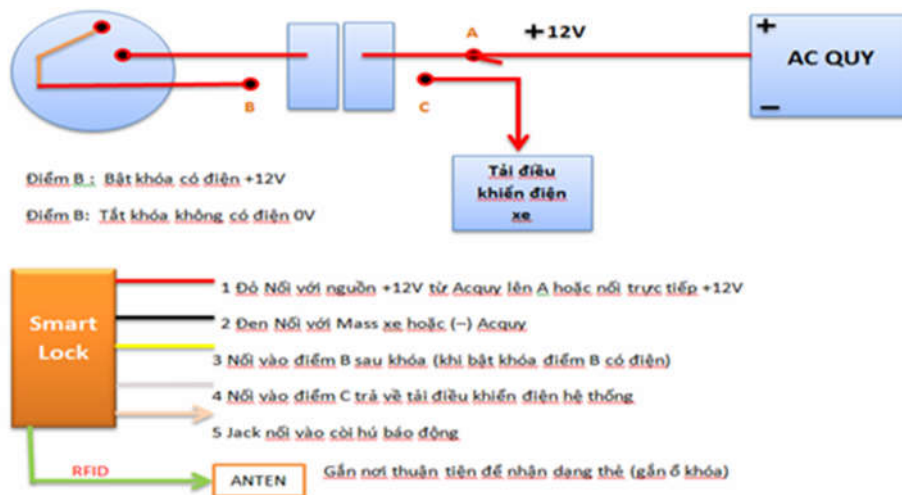 A
+12V
+
AC QUY
−
B
C
Điểm B : Bật khóa có điện +12V
Điểm B: Tắt khóa không có điện 0V
Tải điều
khiển điện
xe
Smart
Lock
1 Đỏ Nối với nguồn +12V từ Acquy lên A hoặc nối trực tiếp +12V
2 Đen Nối với Mass xe hoặc (–) Acquy
3 Nối vào điểm B sau khóa (khi bật khóa điểm B có điện)
4 Nối vào điểm C trả về tải điều khiển điện hệ thống
5 Jack nối vào còi hú báo động
RFID
ANTEN
Gắn nơi thuận tiện để nhận dạng thẻ (gắn ổ khóa)